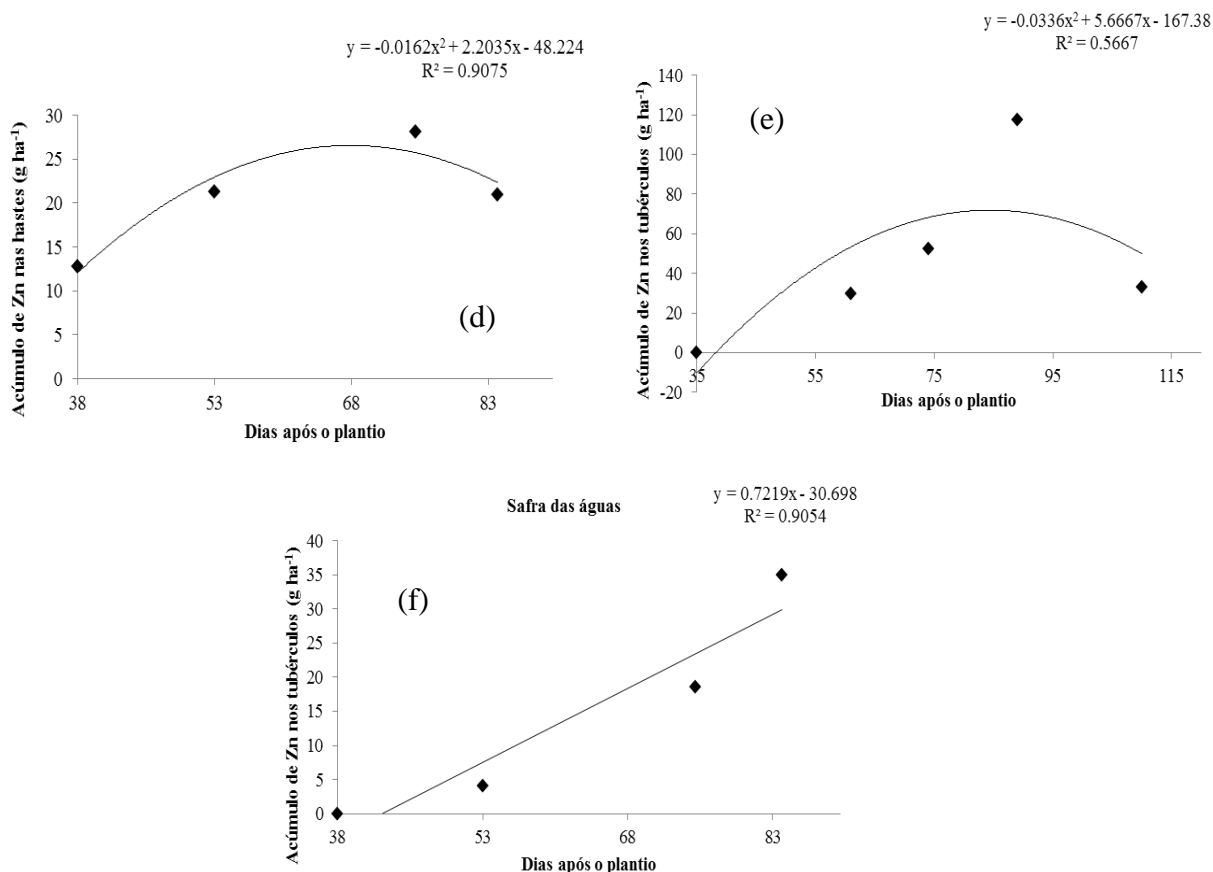 y = -0.0162x² + 2.2035x - 48.224
R² = 0.9075
Acúmulo de Zn nas hastes (g ha⁻¹)
30
25
20
15
10
5
0
(d)
38 53 68 83
Dias após o plantio
y = -0.0336x² + 5.6667x - 167.38
R² = 0.5667
Acúmulo de Zn nos tubérculos (g ha⁻¹)
140
120
100
80
60
40
20
0
-20
(e)
35 55 75 95 115
Dias após o plantio
Safra das águas
y = 0.7219x - 30.698
R² = 0.9054
Acúmulo de Zn nos tubérculos (g ha⁻¹)
40
35
30
25
20
15
10
5
0
(f)
38 53 68 83
Dias após o plantio